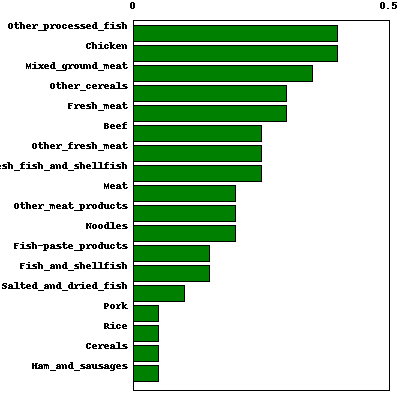 0 0.5
Other_processed_fish
Chicken
Mixed_ground_meat
Other_cereals
Fresh_meat
Beef
Other_fresh_meat
esh_fish_and_shellfish
Meat
Other_meat_products
Noodles
Fish-paste_products
Fish_and_shellfish
Salted_and_dried_fish
Pork
Rice
Cereals
Ham_and_sausages